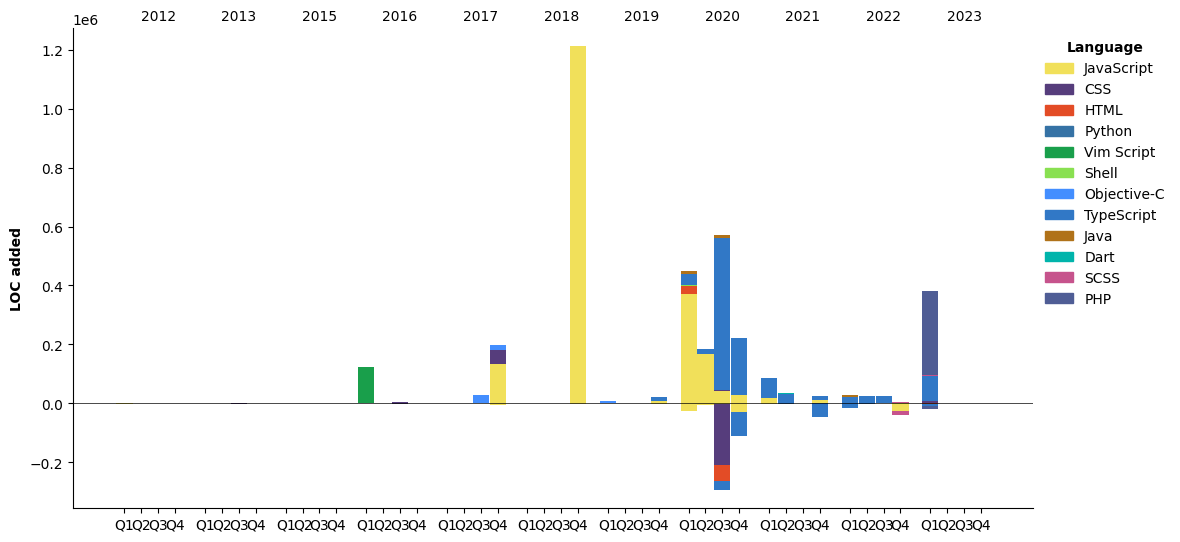 2012 2013 2015 2016 2017 2018 2019 2020 2021 2022 2023
1e6
Language
JavaScript
CSS
HTML
Python
Vim Script
Shell
Objective-C
TypeScript
Java
Dart
SCSS
PHP
LOC added
1.2
1.0
0.8
0.6
0.4
0.2
0.0
−0.2
Q1Q2Q3Q4 Q1Q2Q3Q4 Q1Q2Q3Q4 Q1Q2Q3Q4 Q1Q2Q3Q4 Q1Q2Q3Q4 Q1Q2Q3Q4 Q1Q2Q3Q4 Q1Q2Q3Q4 Q1Q2Q3Q4 Q1Q2Q3Q4